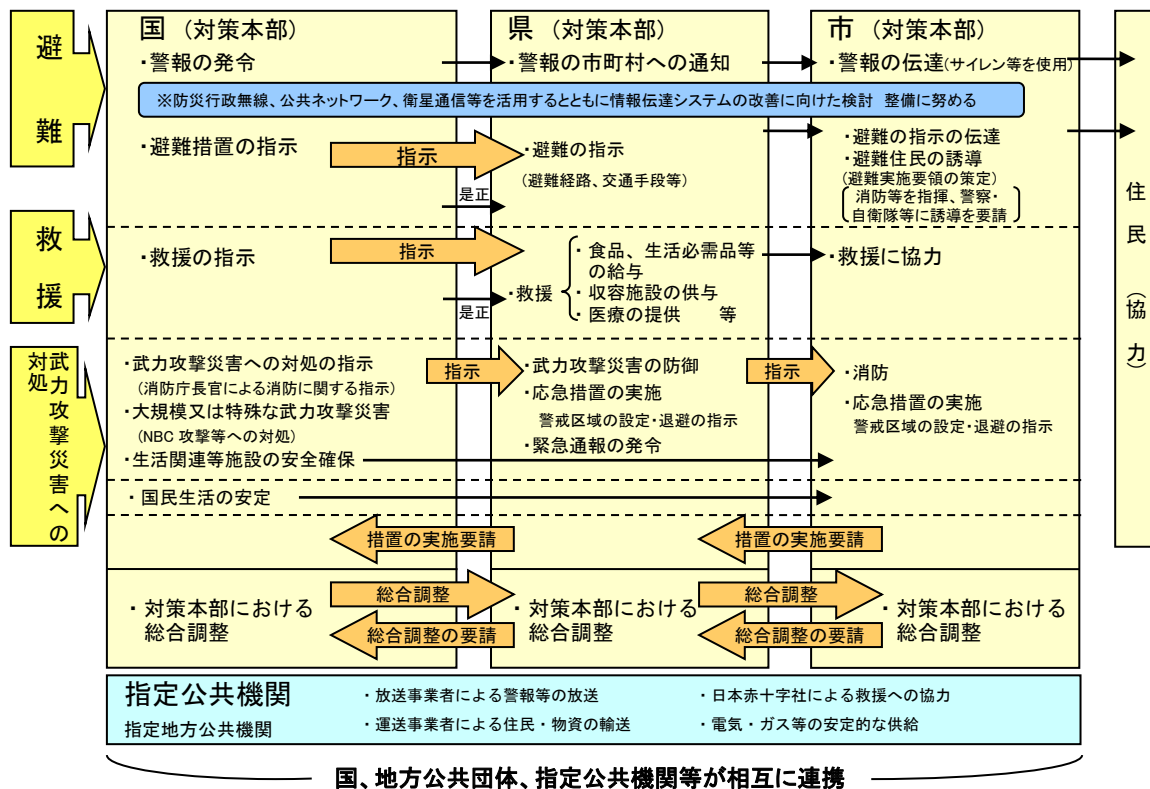 避難
国（対策本部）
・警報の発令
県（対策本部）
・警報の市町村への通知
市（対策本部）
・警報の伝達(サイレン等を使用)
※防災行政無線、公共ネットワーク、衛星通信等を活用するとともに情報伝達システムの改善に向けた検討 整備に努める
・避難措置の指示
指示
・避難の指示
(避難経路、交通手段等)
是正
・避難の指示の伝達
・避難住民の誘導
(避難実施要領の策定)
消防等を指揮、警察・
自衛隊等に誘導を要請
救援
・救援の指示
指示
是正
・救援
・食品、生活必需品等
の給与
・収容施設の供与
・医療の提供 等
・救援に協力
武力攻撃災害への
対処
・武力攻撃災害への対処の指示
(消防庁長官による消防に関する指示)
・大規模又は特殊な武力攻撃災害
(NBC 攻撃等への対処)
・生活関連等施設の安全確保
指示
・武力攻撃災害の防御
・応急措置の実施
警戒区域の設定・退避の指示
・緊急通報の発令
指示
・消防
・応急措置の実施
警戒区域の設定・退避の指示
・国民生活の安定
措置の実施要請
措置の実施要請
・対策本部における
総合調整
総合調整
総合調整の要請
・対策本部における
総合調整
総合調整
総合調整の要請
・対策本部における
総合調整
住民（協力）
指定公共機関
指定地方公共機関
・放送事業者による警報等の放送
・運送事業者による住民・物資の輸送
・日本赤十字社による救援への協力
・電気・ガス等の安定的な供給
国、地方公共団体、指定公共機関等が相互に連携